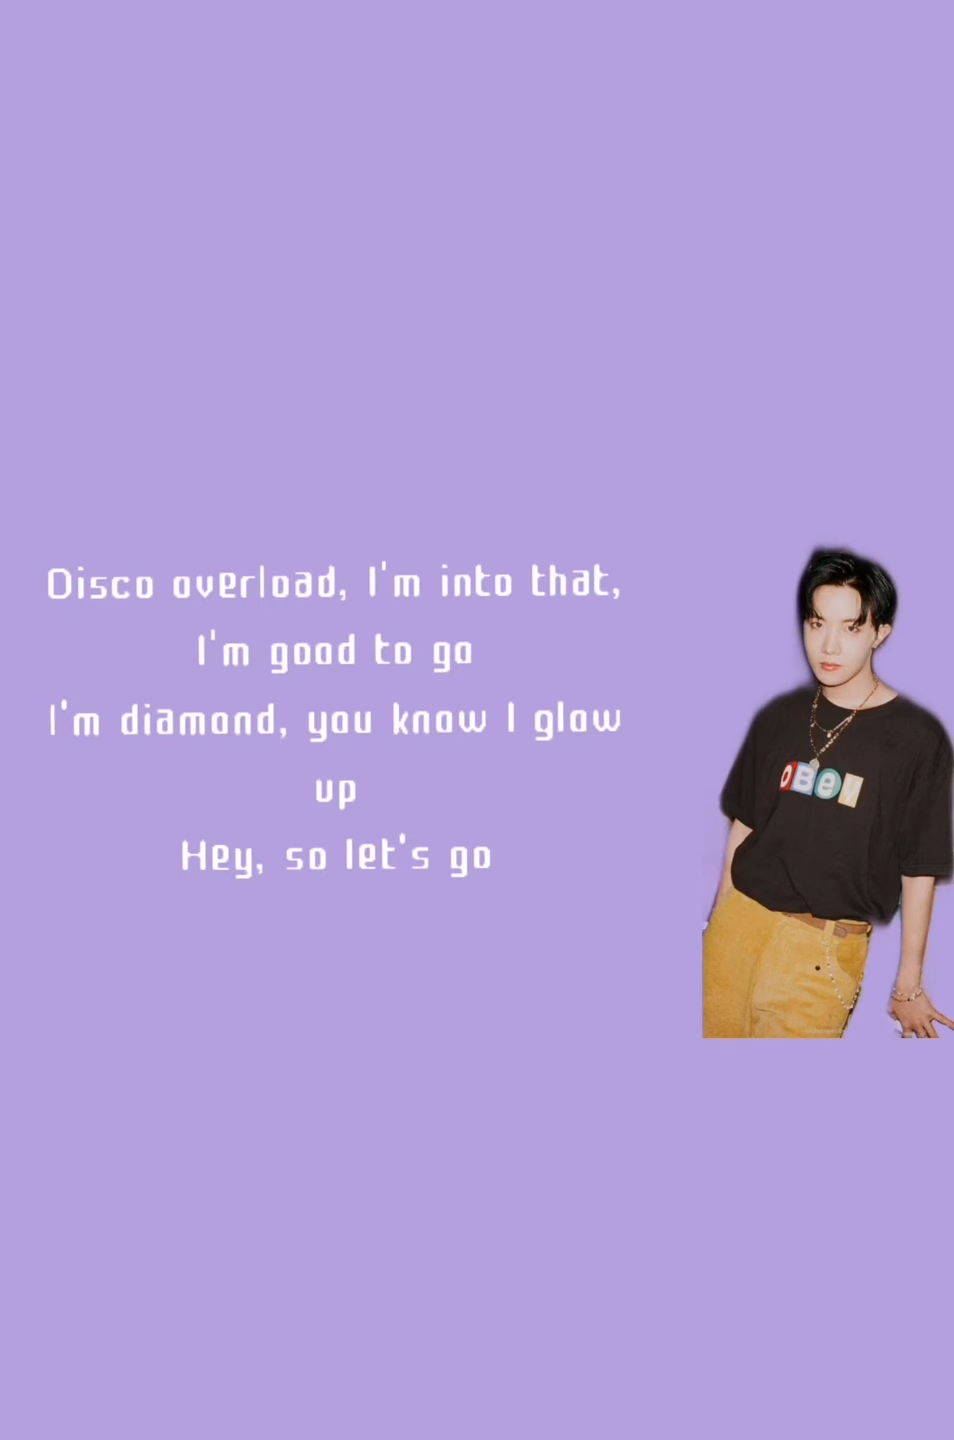 Disco overload, I'm into that,
I'm good to go
I'm diamond, you know I glow
up
Hey, so let's go
OBEY